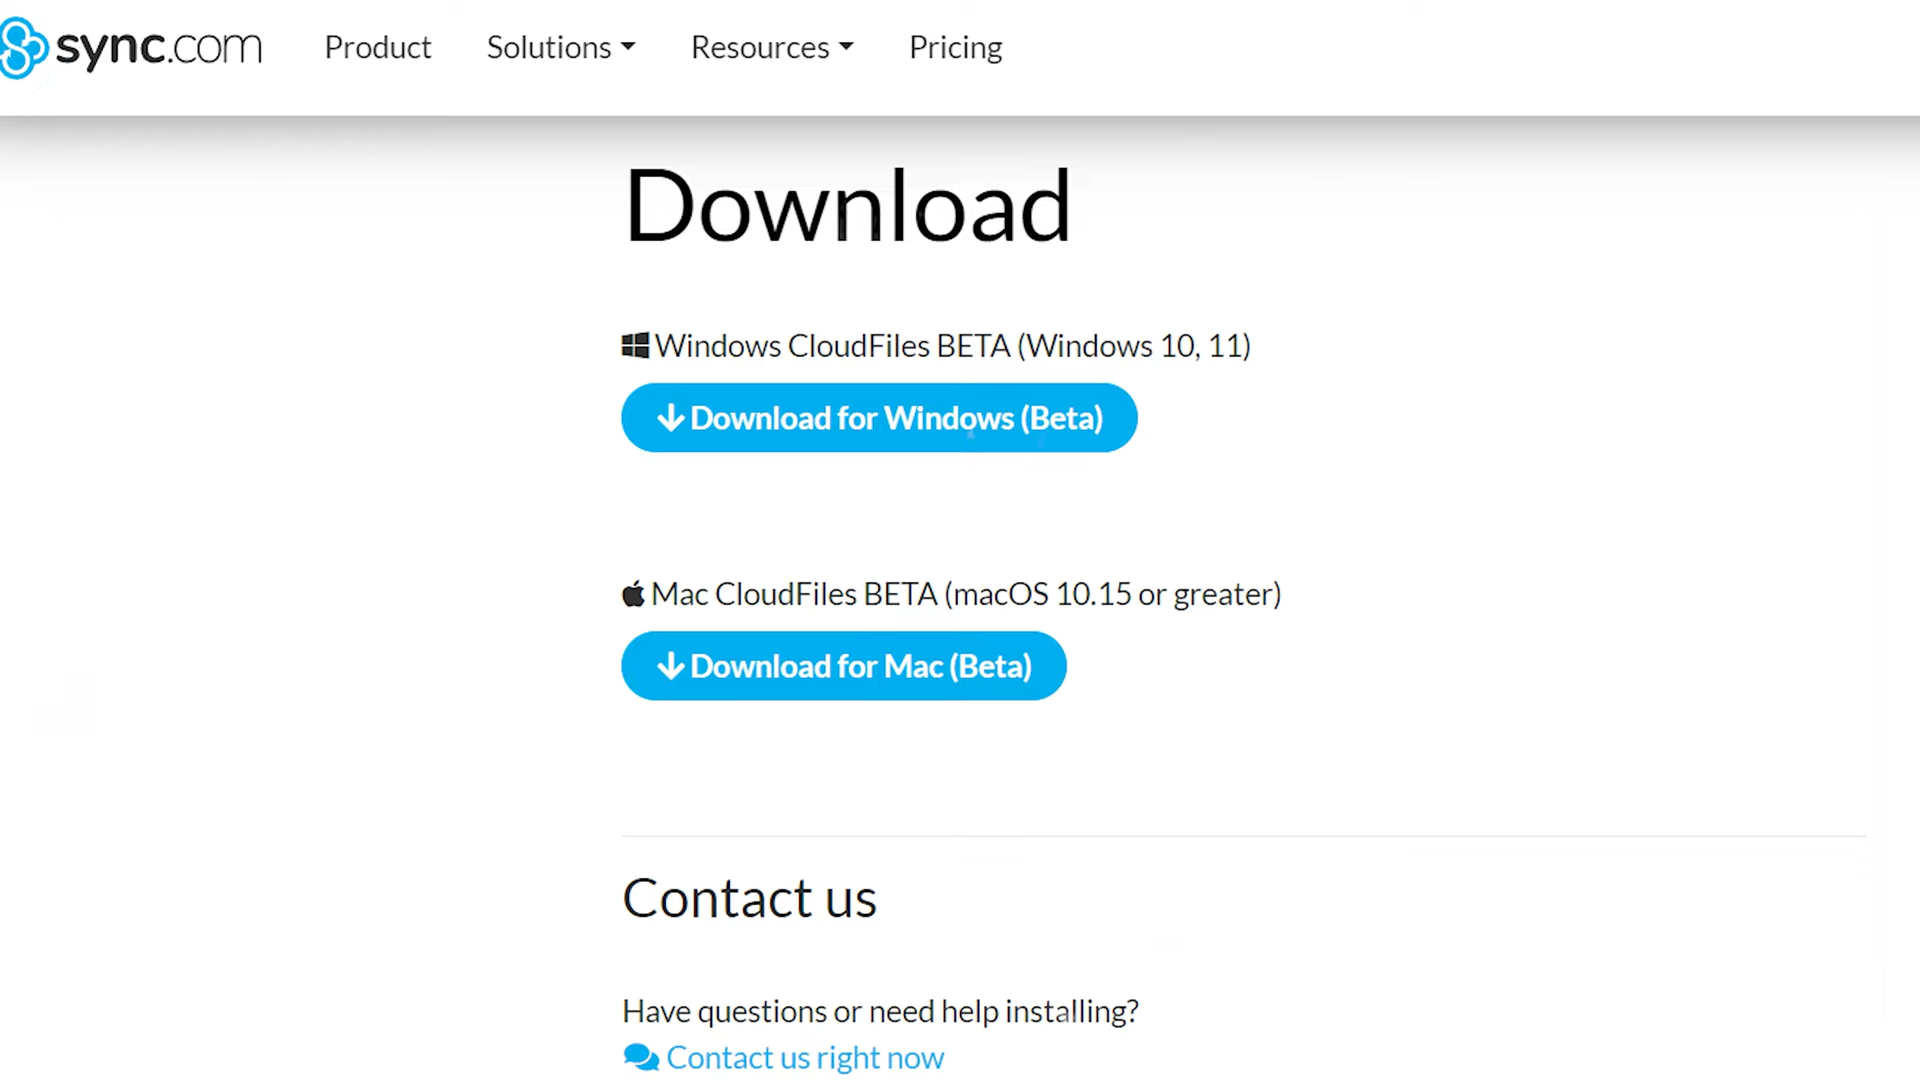 sync.com Product Solutions Resources Pricing
Download
Windows CloudFiles BETA (Windows 10, 11)
Download for Windows (Beta)
Mac CloudFiles BETA (macOS 10.15 or greater)
Download for Mac (Beta)
Contact us
Have questions or need help installing?
Contact us right now